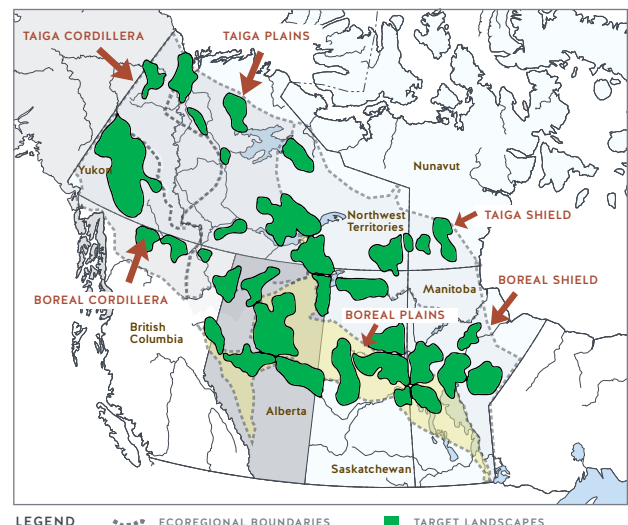 TAIGA CORDILLERA
TAIGA PLAINS
Yukon
Nunavut
Northwest
Territories
TAIGA SHIELD
BOREAL CORDILLERA
BOREAL SHIELD
Manitoba
BOREAL PLAINS
British
Columbia
Alberta
Saskatchewan
LEGEND ECOREGIONAL BOUNDARIES TARGET LANDSCAPES